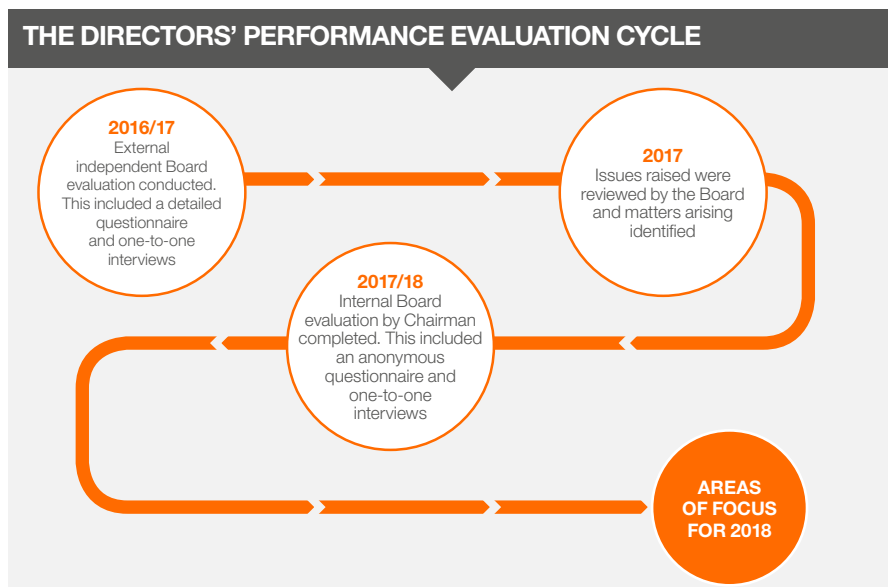 THE DIRECTORS’ PERFORMANCE EVALUATION CYCLE
2016/17
External
independent Board
evaluation conducted.
This included a detailed
questionnaire
and one-to-one
interviews
2017
Issues raised were
reviewed by the Board
and matters arising
identified
2017/18
Internal Board
evaluation by Chairman
completed. This included
an anonymous
questionnaire and
one-to-one
interviews
AREAS
OF FOCUS
FOR 2018